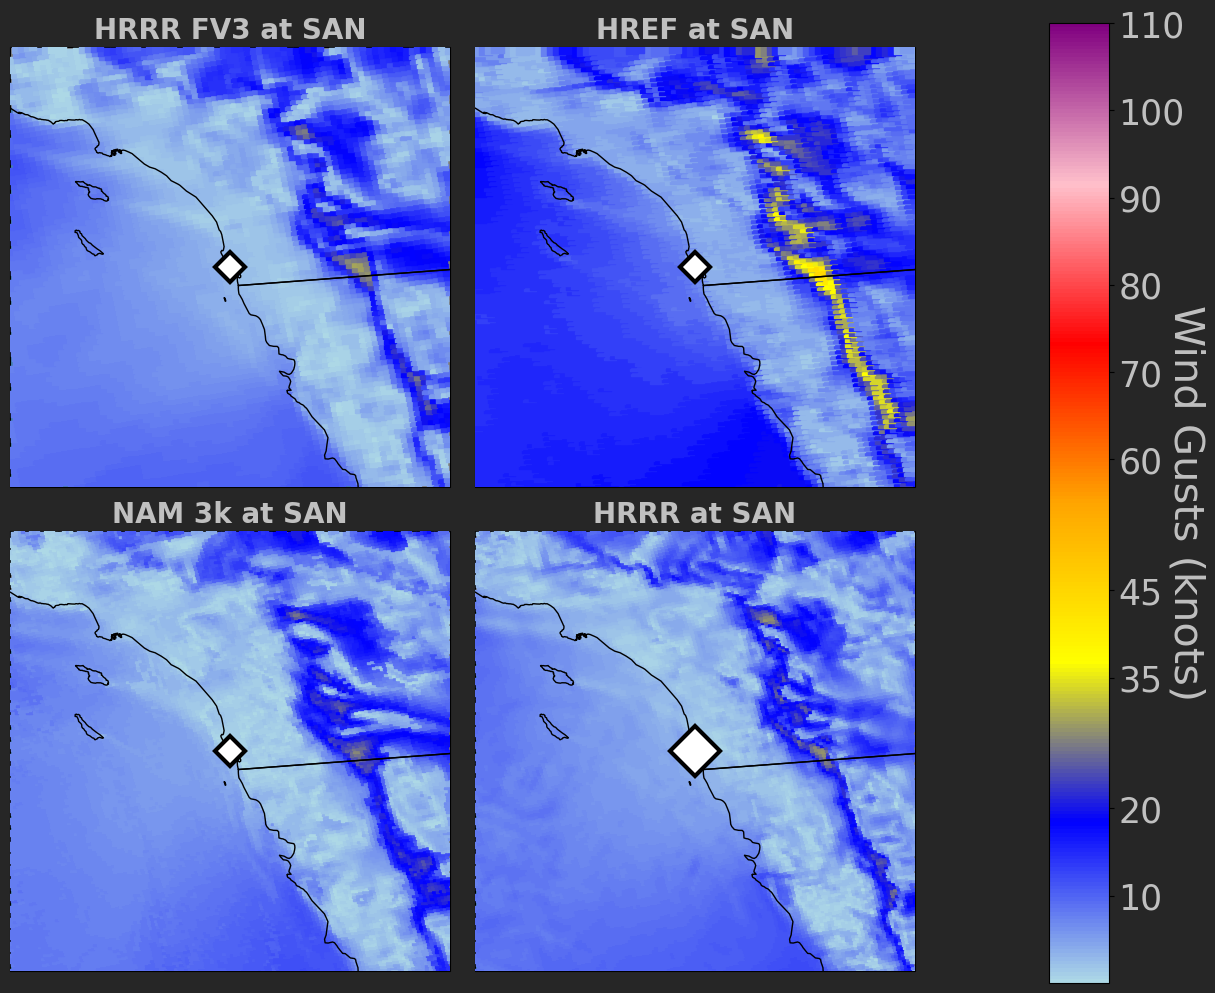 HRRR FV3 at SAN
HREF at SAN
NAM 3k at SAN
HRRR at SAN
110
100
90
80
70
60
45
35
20
10
Wind Gusts (knots)